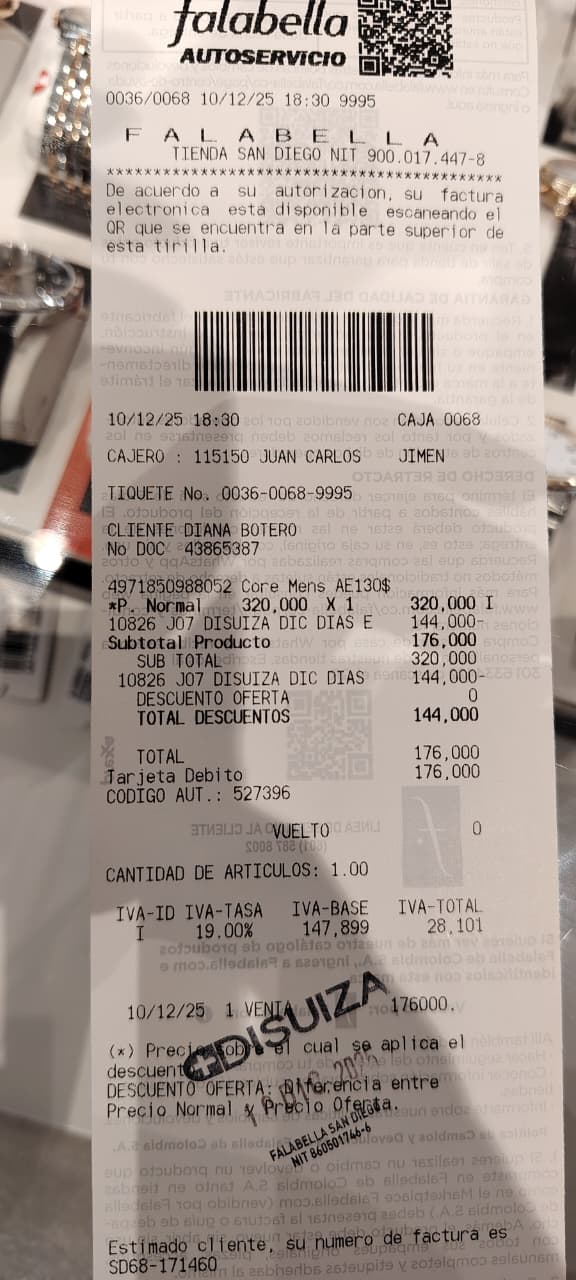 falabella
AUTOSERVICIO
0036/0068 10/12/25 18:30 9995
F A L A B E L L A
TIENDA SAN DIEGO NIT 900.017.447-8
******************************************
De acuerdo a su autorizacion, su factura
electronica esta disponible escaneando el
QR que se encuentra en la parte superior de
esta tirilla.
10/12/25 18:30 CAJA 0068
CAJERO : 115150 JUAN CARLOS JIMEN
TIQUETE No. 0036-0068-9995
CLIENTE DIANA BOTERO
No DOC 43865387
4971850988052 Core Mens AE130$
*P. Normal 320,000 X 1 320,000 I
10826 J07 DISUIZA DIC DIAS E 144,000-
Subtotal Producto 176,000
SUB TOTAL 320,000
10826 J07 DISUIZA DIC DIAS 144,000-
DESCUENTO OFERTA 0
TOTAL DESCUENTOS 144,000
TOTAL 176,000
Tarjeta Debito 176,000
CODIGO AUT.: 527396
VUELTO 0
CANTIDAD DE ARTICULOS: 1.00
IVA-ID IVA-TASA IVA-BASE IVA-TOTAL
I 19.00% 147,899 28,101
10/12/25 1 VENTA 176000.
DISUIZA
(*) Precio sobre el cual se aplica el
descuento
DESCUENTO OFERTA: Diferencia entre
Precio Normal y Precio Oferta.
FALABELLA SAN DIEGO
NIT 860501746-6
Estimado cliente, su numero de factura es
SD68-171460